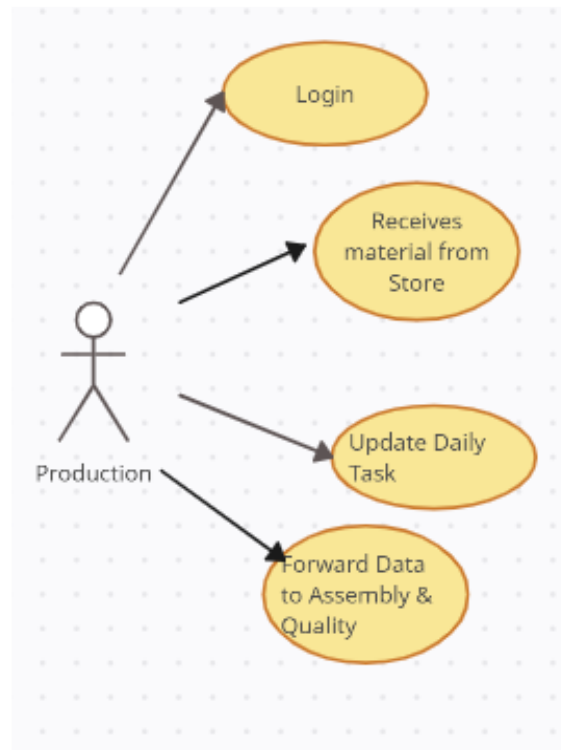 Login
Receives
material from
Store
Update Daily
Task
Production
Forward Data
to Assembly &
Quality